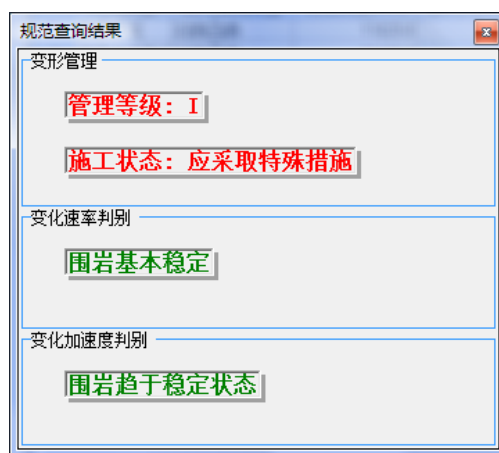 规范查询结果
变形管理
管理等级: I
施工状态: 应采取特殊措施
变化速率判别
围岩基本稳定
变化加速度判别
围岩趋于稳定状态